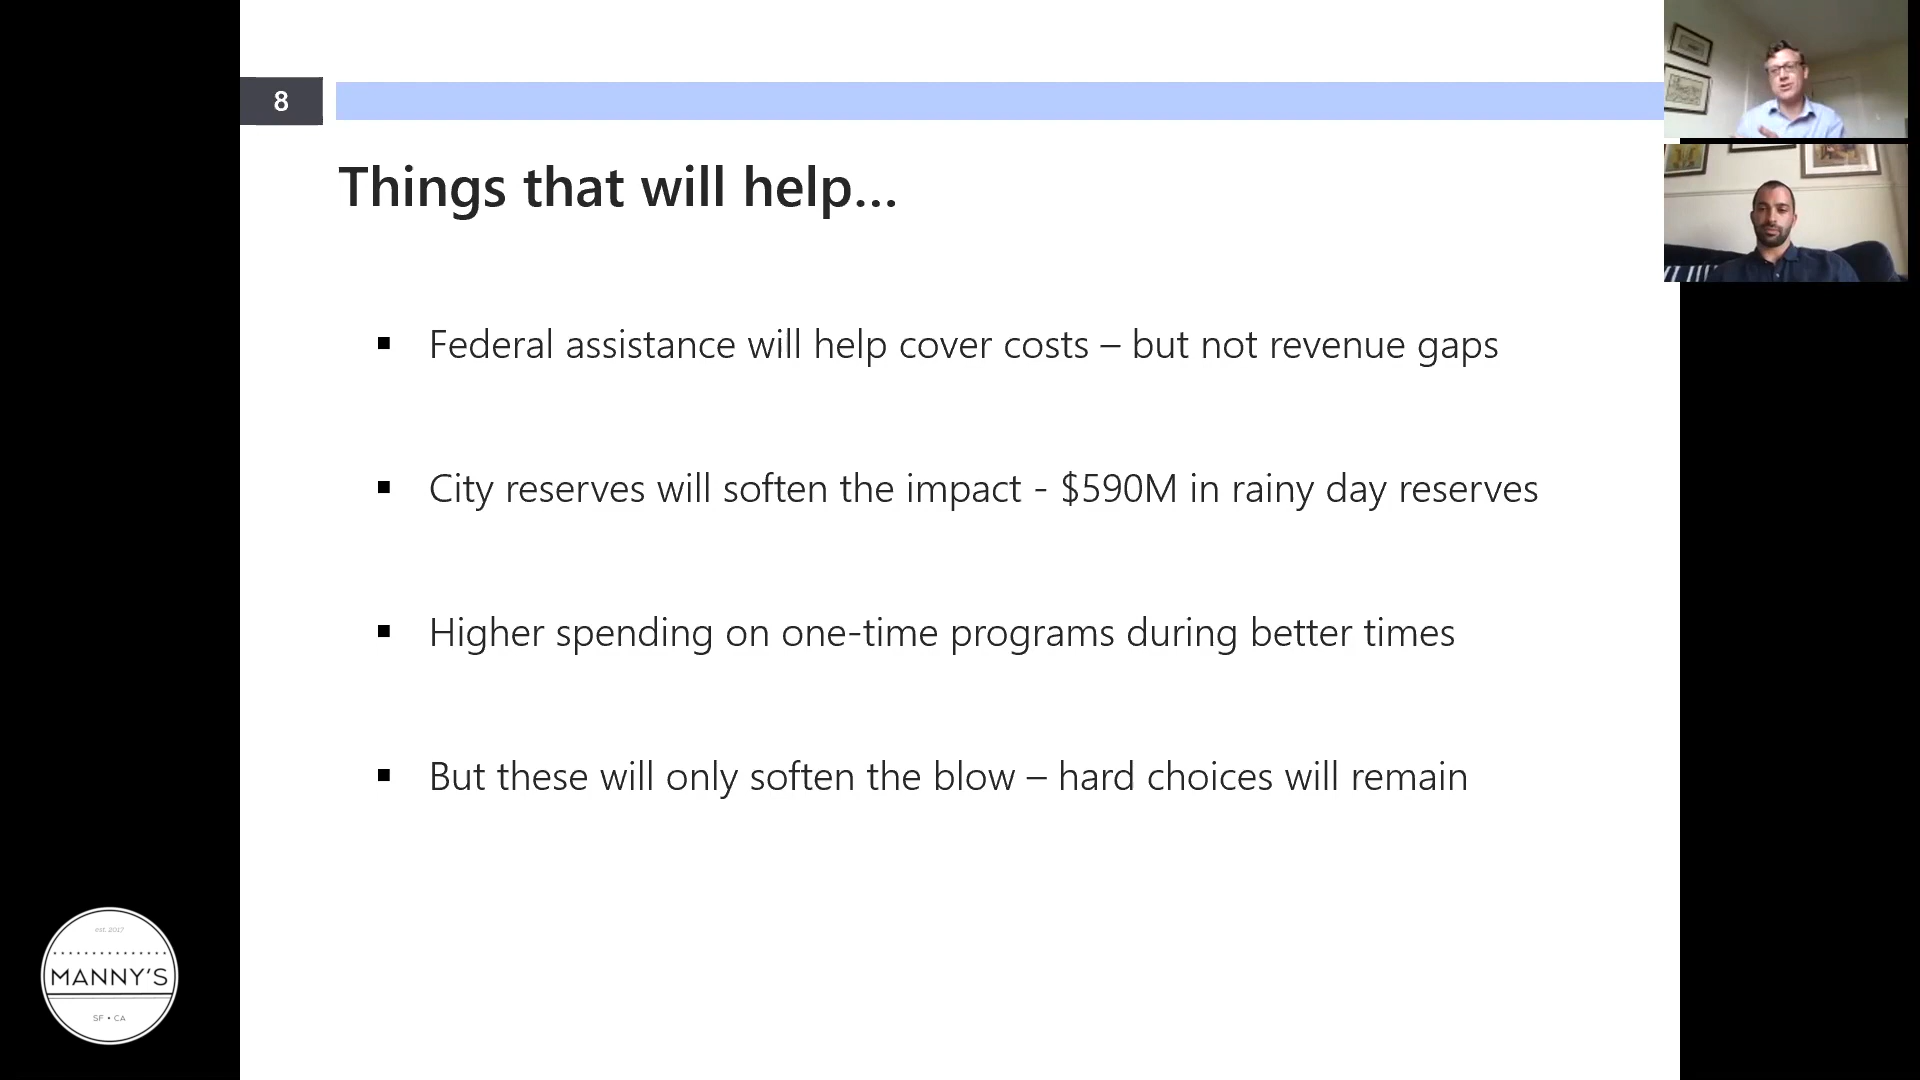 8
Things that will help...
▪ Federal assistance will help cover costs – but not revenue gaps
▪ City reserves will soften the impact - $590M in rainy day reserves
▪ Higher spending on one-time programs during better times
▪ But these will only soften the blow – hard choices will remain
est. 2017
MANNY'S
SF • CA